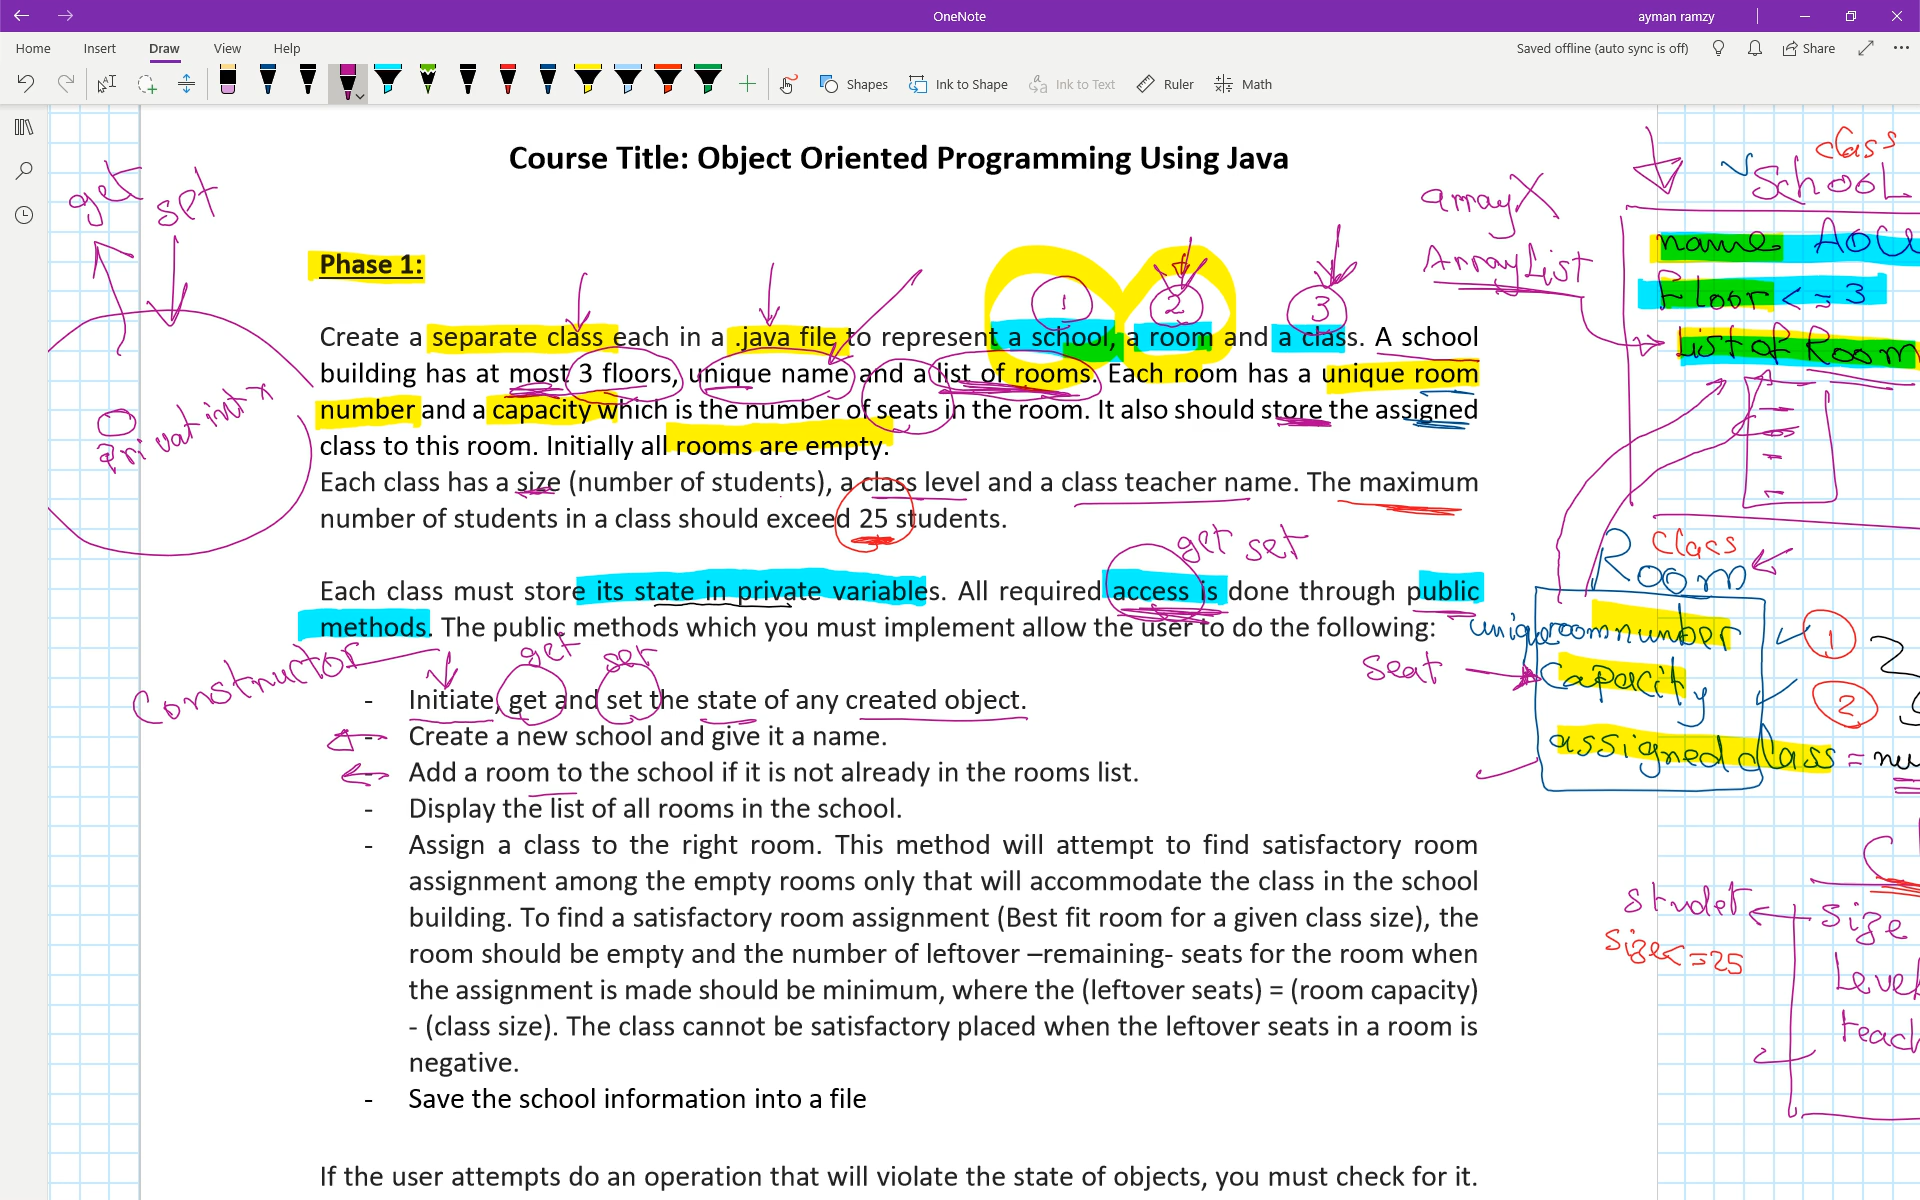 OneNote
ayman ramzy
Home Insert Draw View Help
Saved offline (auto sync is off) Share
Shapes Ink to Shape Ink to Text Ruler Math
Course Title: Object Oriented Programming Using Java
class
School
get set
array X
ArrayList
name
Floor <= 3
List of Room
Phase 1:
1 2 3
Create a separate class each in a .java file to represent a school, a room and a class. A school
building has at most 3 floors, unique name and a list of rooms. Each room has a unique room
number and a capacity which is the number of seats in the room. It also should store the assigned
class to this room. Initially all rooms are empty.
Privat int x
Each class has a size (number of students), a class level and a class teacher name. The maximum
number of students in a class should exceed 25 students.
get set
class
Room
Each class must store its state in private variables. All required access is done through public
methods. The public methods which you must implement allow the user to do the following:
unique room number 1
Seat
Capacity 2
assigned class =
Constructor
get set
- Initiate, get and set the state of any created object.
- Create a new school and give it a name.
- Add a room to the school if it is not already in the rooms list.
- Display the list of all rooms in the school.
- Assign a class to the right room. This method will attempt to find satisfactory room
assignment among the empty rooms only that will accommodate the class in the school
building. To find a satisfactory room assignment (Best fit room for a given class size), the
room should be empty and the number of leftover –remaining- seats for the room when
the assignment is made should be minimum, where the (leftover seats) = (room capacity)
- (class size). The class cannot be satisfactory placed when the leftover seats in a room is
negative.
- Save the school information into a file
studet size
size <= 25
Level
teach
If the user attempts do an operation that will violate the state of objects, you must check for it.